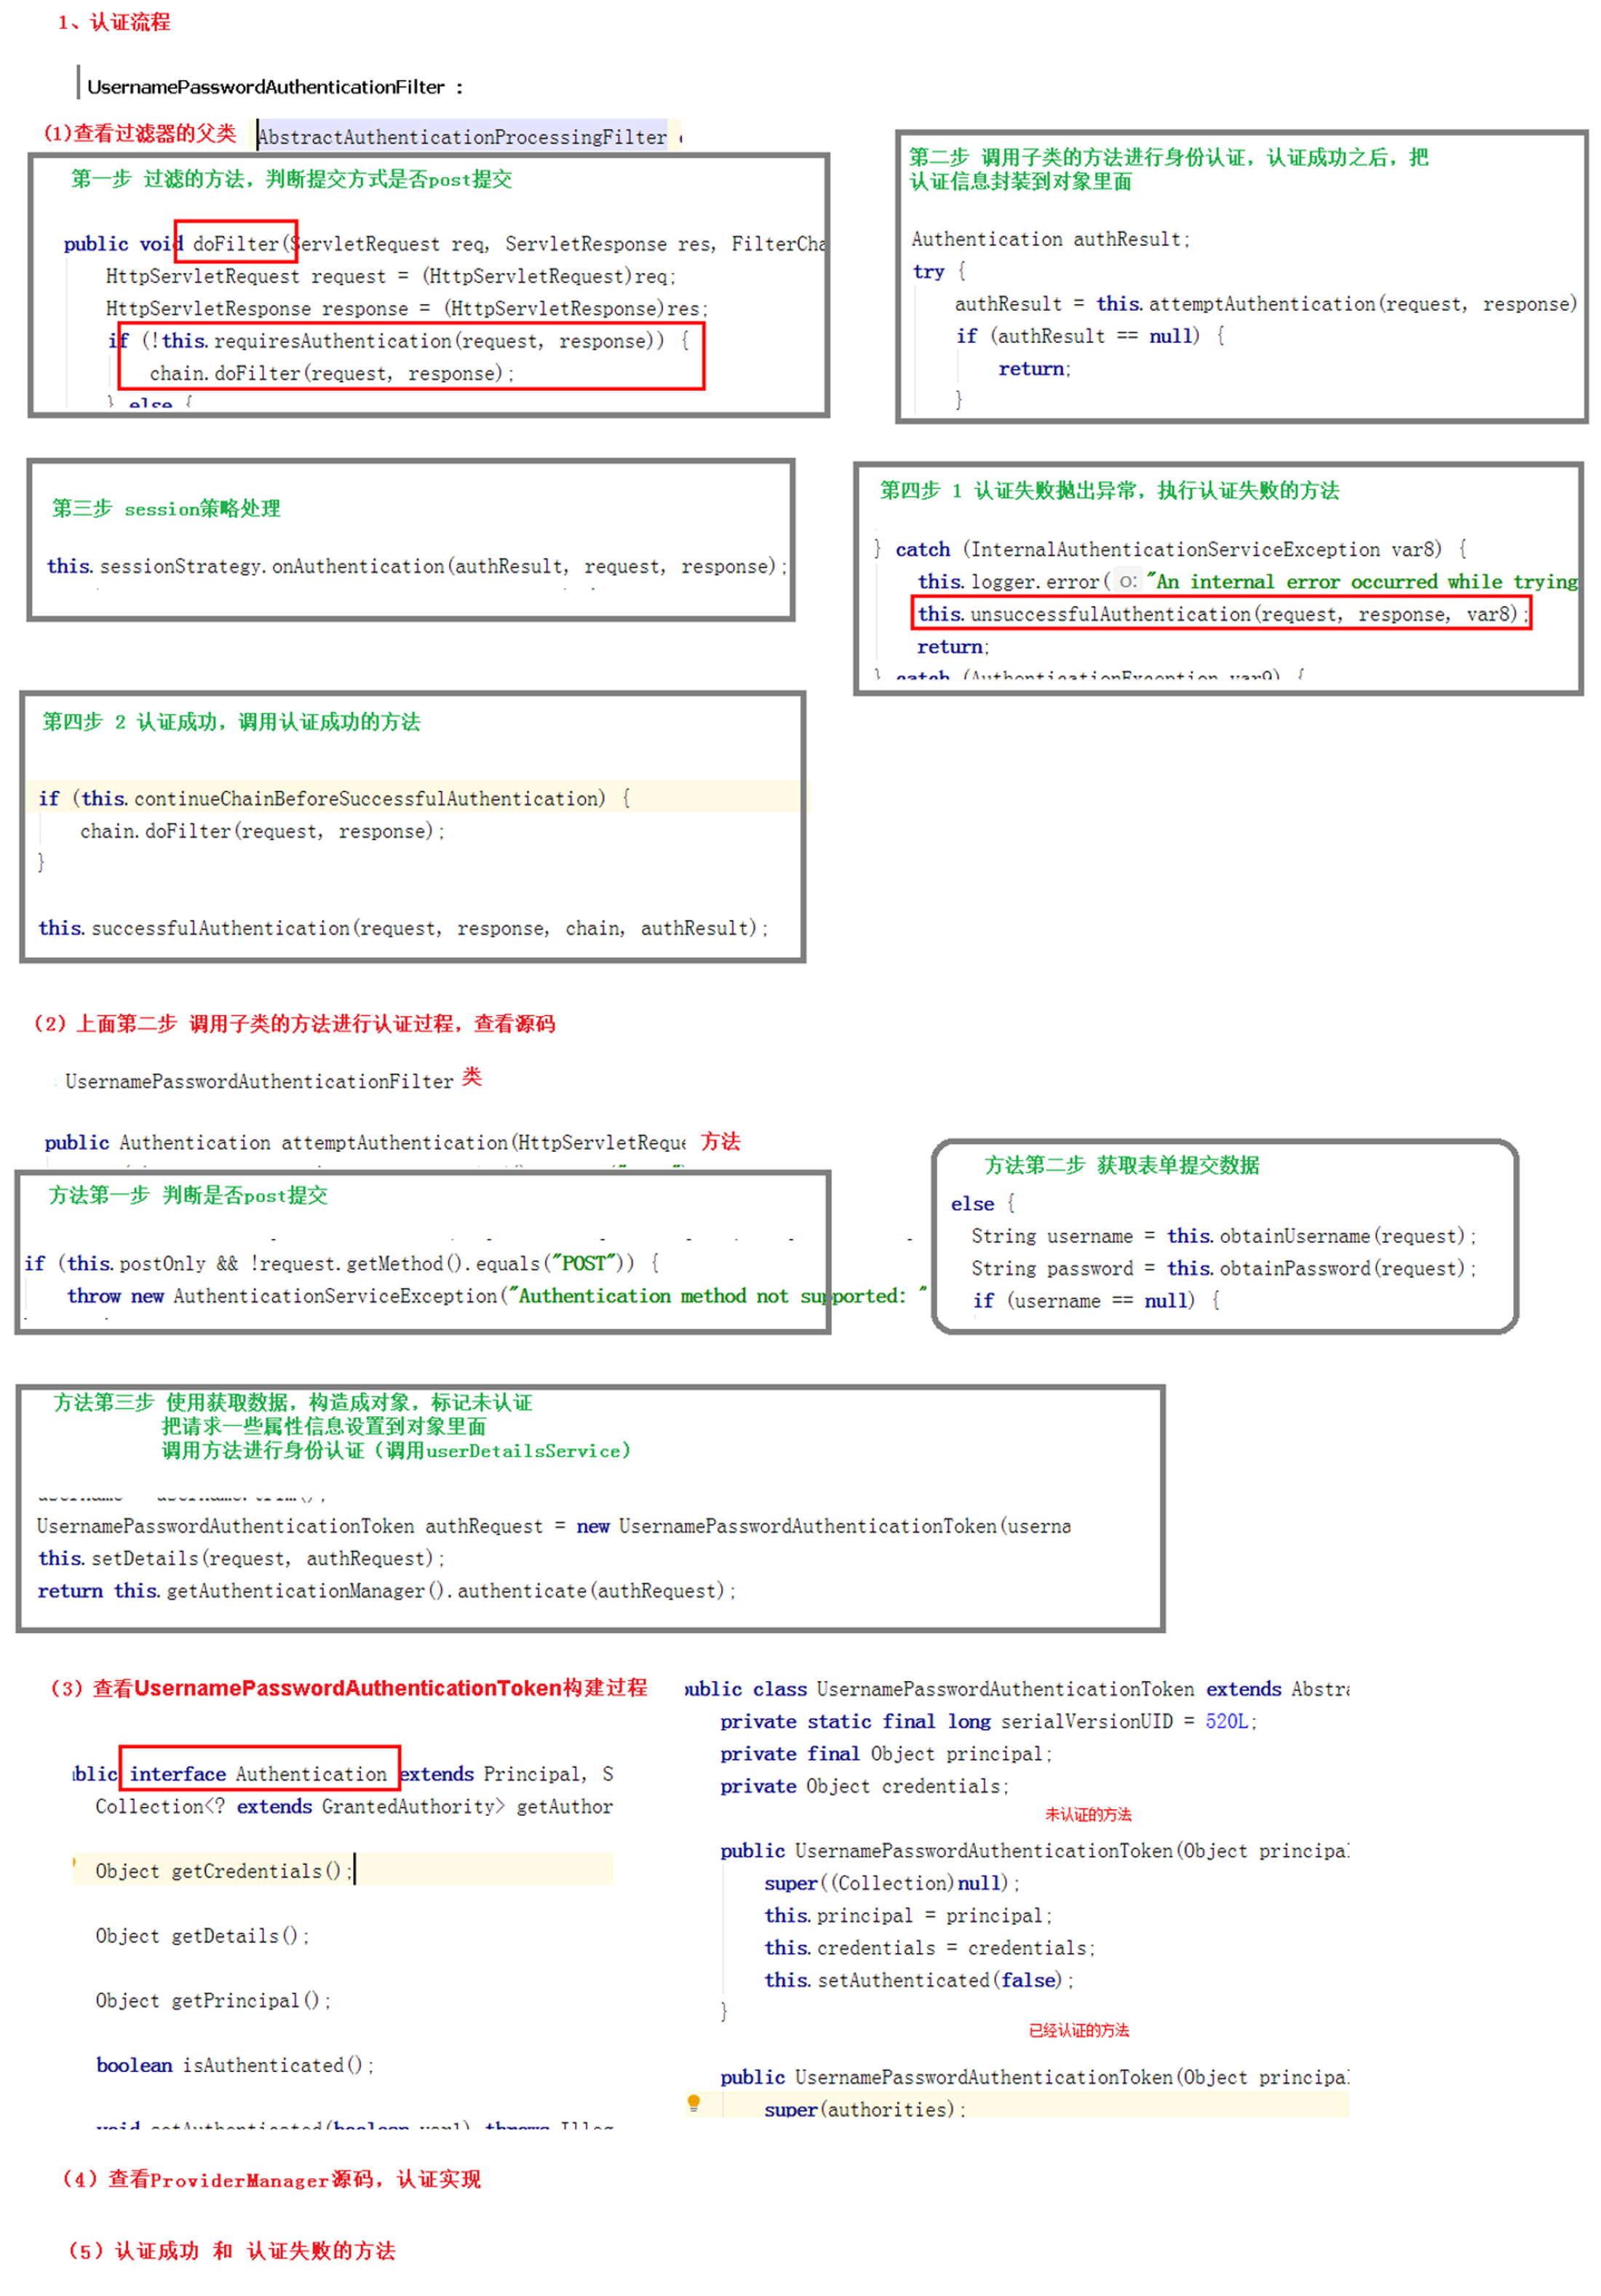 1、认证流程
UsernamePasswordAuthenticationFilter ：
(1)查看过滤器的父类 AbstractAuthenticationProcessingFilter
第一步 过滤的方法，判断提交方式是否post提交
public void doFilter(ServletRequest req, ServletResponse res, FilterCha
HttpServletRequest request = (HttpServletRequest)req;
HttpServletResponse response = (HttpServletResponse)res;
if (!this.requiresAuthentication(request, response)) {
chain.doFilter(request, response);
} else {
第二步 调用子类的方法进行身份认证，认证成功之后，把
认证信息封装到对象里面
Authentication authResult;
try {
authResult = this.attemptAuthentication(request, response)
if (authResult == null) {
return;
}
第三步 session策略处理
this.sessionStrategy.onAuthentication(authResult, request, response);
第四步 1 认证失败抛出异常，执行认证失败的方法
} catch (InternalAuthenticationServiceException var8) {
this.logger.error( o: "An internal error occurred while trying
this.unsuccessfulAuthentication(request, response, var8);
return;
} catch (AuthenticationException var9) {
第四步 2 认证成功，调用认证成功的方法
if (this.continueChainBeforeSuccessfulAuthentication) {
chain.doFilter(request, response);
}
this.successfulAuthentication(request, response, chain, authResult);
（2）上面第二步 调用子类的方法进行认证过程，查看源码
UsernamePasswordAuthenticationFilter 类
public Authentication attemptAuthentication(HttpServletReque 方法
方法第一步 判断是否post提交
if (this.postOnly && !request.getMethod().equals("POST")) {
throw new AuthenticationServiceException("Authentication method not supported: "
方法第二步 获取表单提交数据
else {
String username = this.obtainUsername(request);
String password = this.obtainPassword(request);
if (username == null) {
方法第三步 使用获取数据，构造成对象，标记未认证
把请求一些属性信息设置到对象里面
调用方法进行身份认证（调用userDetailsService）
username = username.trim();
UsernamePasswordAuthenticationToken authRequest = new UsernamePasswordAuthenticationToken(userna
this.setDetails(request, authRequest);
return this.getAuthenticationManager().authenticate(authRequest);
（3）查看UsernamePasswordAuthenticationToken构建过程
blic interface Authentication extends Principal, S
Collection<? extends GrantedAuthority> getAuthor
Object getCredentials();
Object getDetails();
Object getPrincipal();
boolean isAuthenticated();
void setAuthenticated(boolean var1) throws Illeg
public class UsernamePasswordAuthenticationToken extends Abstra
private static final long serialVersionUID = 520L;
private final Object principal;
private Object credentials;
未认证的方法
public UsernamePasswordAuthenticationToken(Object principal
super((Collection)null);
this.principal = principal;
this.credentials = credentials;
this.setAuthenticated(false);
}
已经认证的方法
public UsernamePasswordAuthenticationToken(Object principal
super(authorities);
（4）查看ProviderManager源码，认证实现
（5）认证成功 和 认证失败的方法